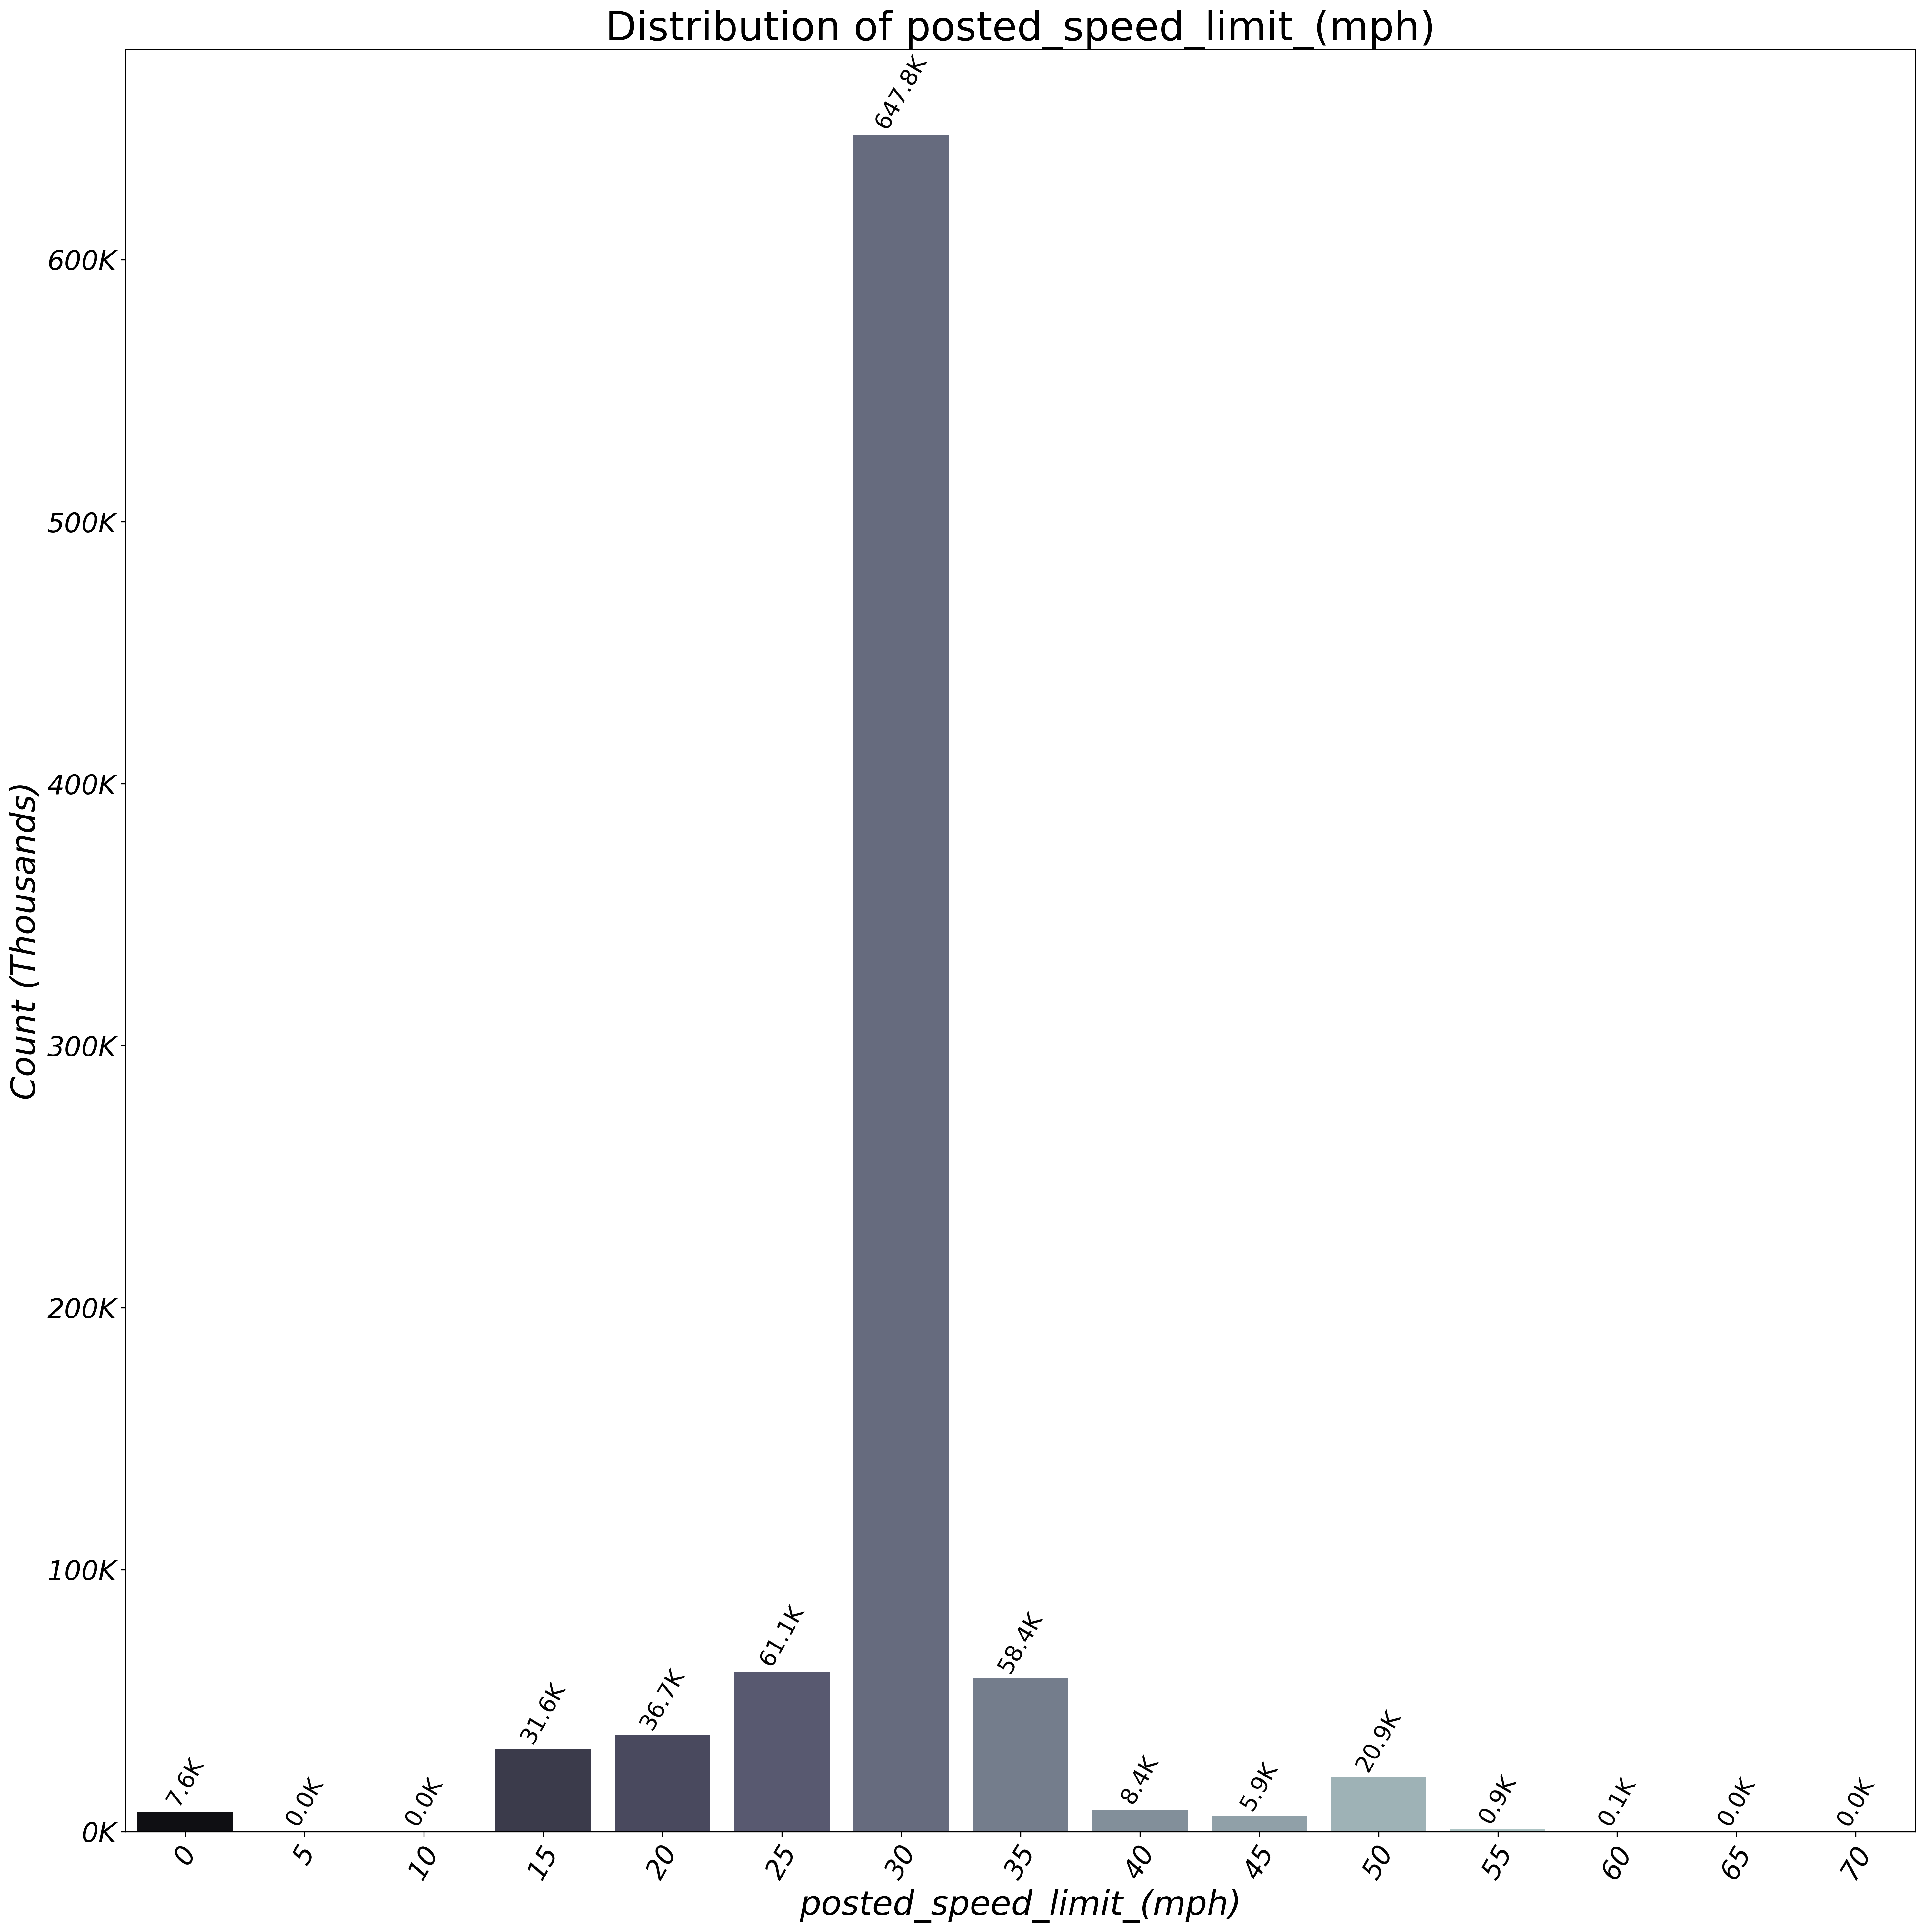 Distribution of posted_speed_limit_(mph)
Count (Thousands)
600K
500K
400K
300K
200K
100K
0K
7.6K
0.0K
0.0K
31.6K
36.7K
61.1K
647.8K
58.4K
8.4K
5.9K
20.9K
0.9K
0.1K
0.0K
0.0K
0
5
10
15
20
25
30
35
40
45
50
55
60
65
70
posted_speed_limit_(mph)